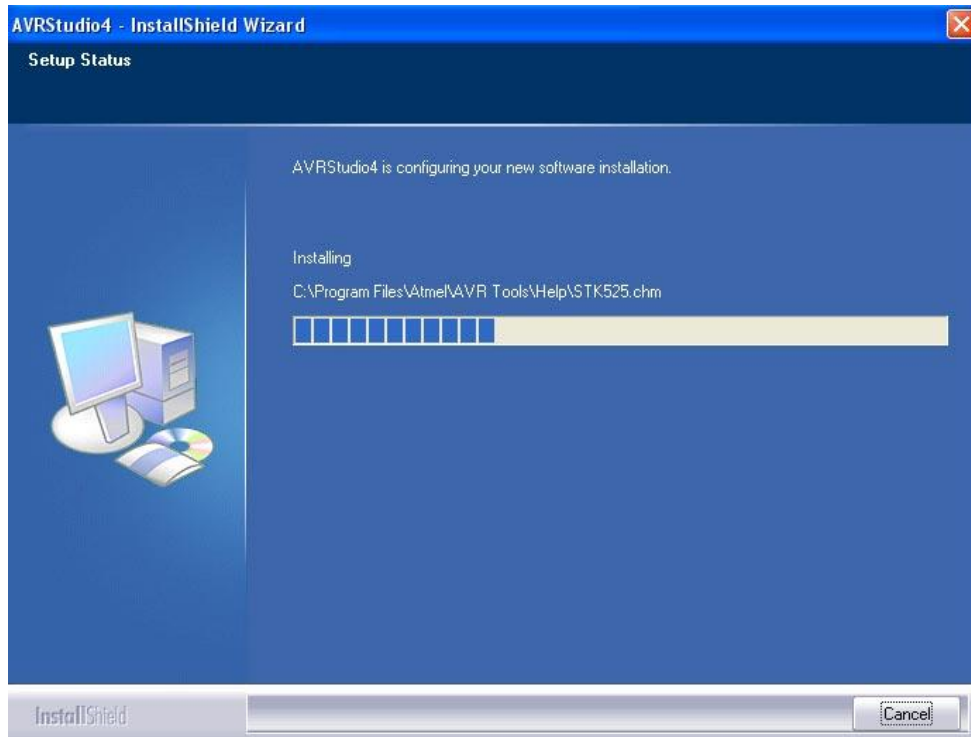 AVRStudio4 - InstallShield Wizard
Setup Status
AVRStudio4 is configuring your new software installation.
Installing
C:\Program Files\Atmel\AVR Tools\Help\STK525.chm
InstallShield
Cancel